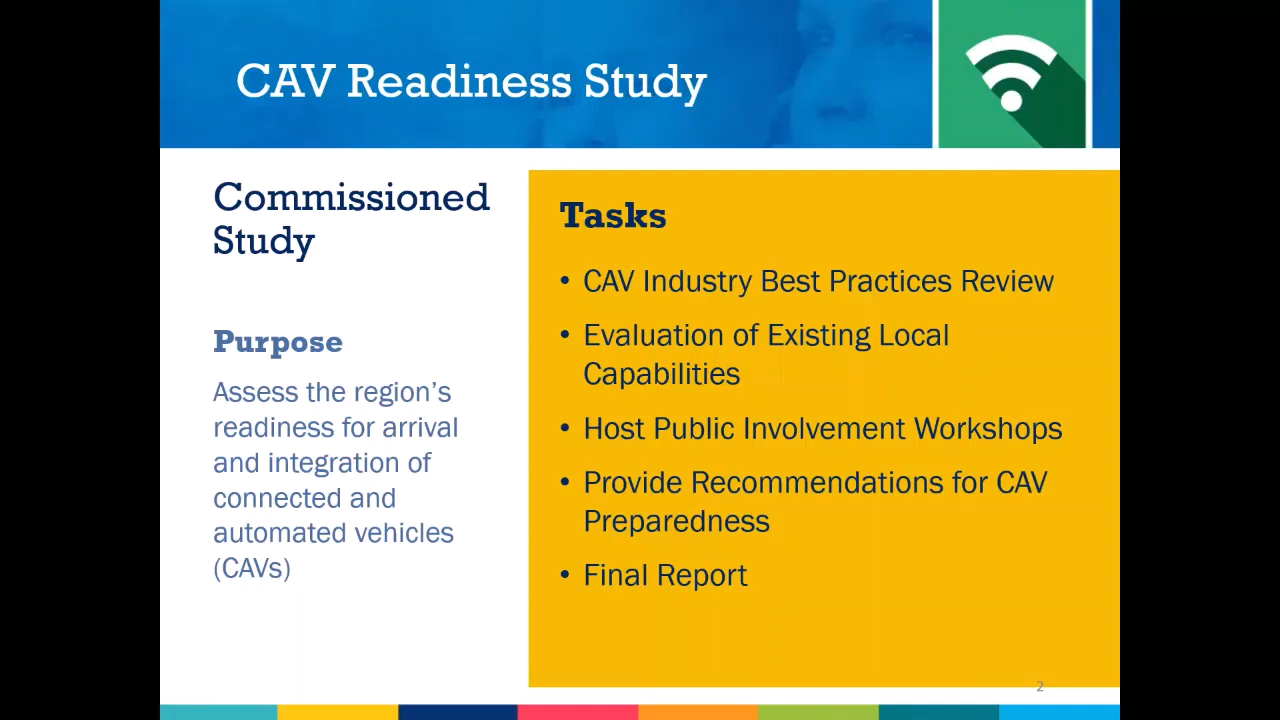 CAV Readiness Study
Commissioned
Study
Purpose
Assess the region's
readiness for arrival
and integration of
connected and
automated vehicles
(CAVs)
Tasks
• CAV Industry Best Practices Review
• Evaluation of Existing Local
Capabilities
• Host Public Involvement Workshops
• Provide Recommendations for CAV
Preparedness
• Final Report
2